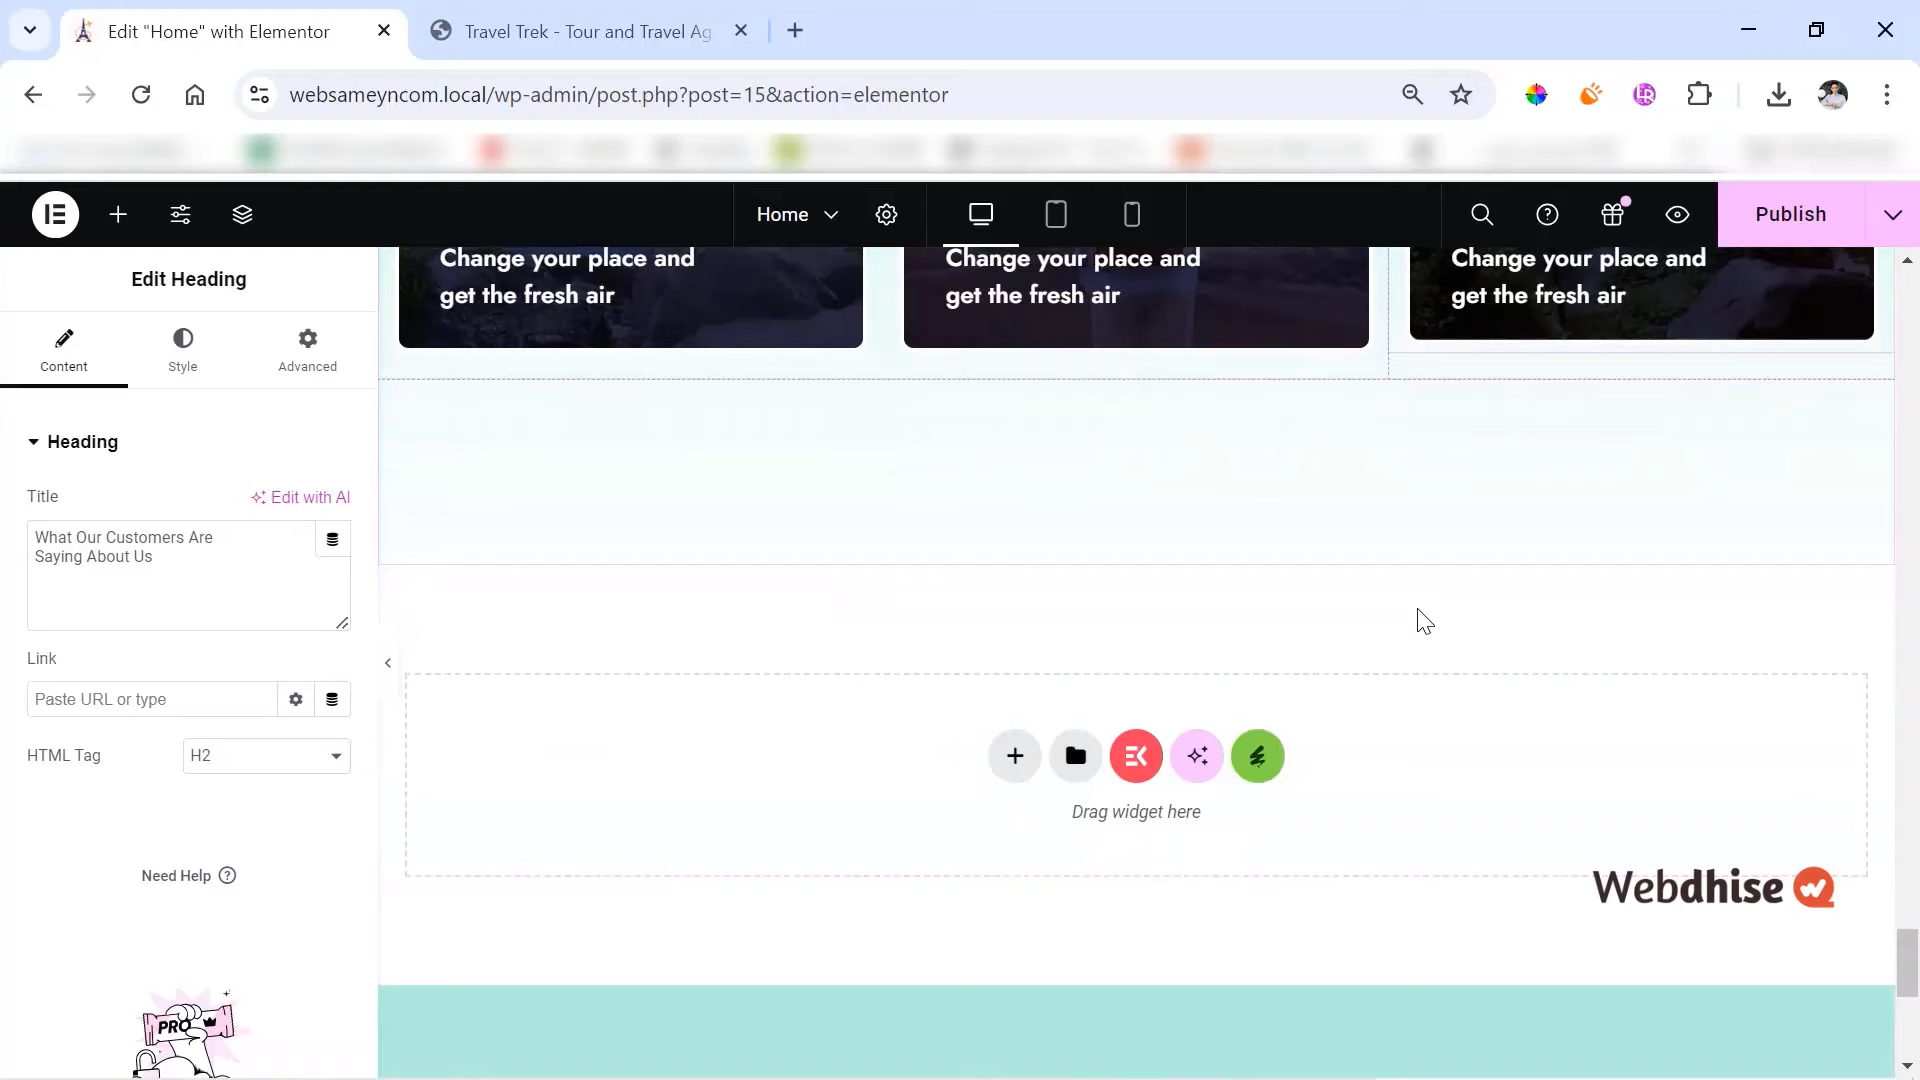 Edit "Home" with Elementor
Travel Trek - Tour and Travel Ag
websameyncom.local/wp-admin/post.php?post=15&action=elementor
Home
Publish
Edit Heading
Content
Style
Advanced
Heading
Title
Edit with AI
What Our Customers Are
Saying About Us
Link
Paste URL or type
HTML Tag
H2
Need Help
PRO
Change your place and
get the fresh air
Change your place and
get the fresh air
Change your place and
get the fresh air
Drag widget here
Webdhise